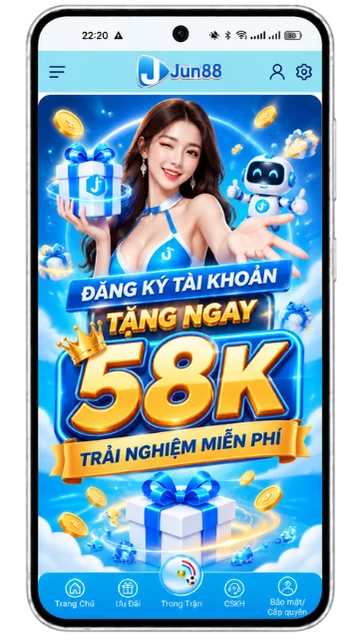 22:20
Jun88
ĐĂNG KÝ TÀI KHOẢN
TẶNG NGAY
58K
TRẢI NGHIỆM MIỄN PHÍ
Trang Chủ
Ưu Đãi
Trong Trận
CSKH
Bảo mật/
Cấp quyền